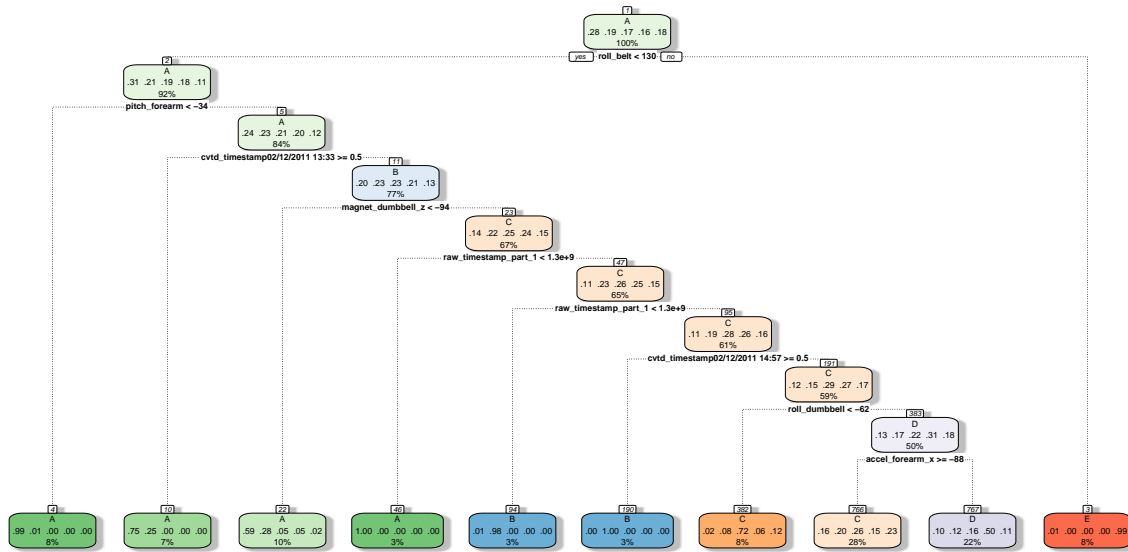 1
A
.28 .19 .17 .16 .18
100%
yes roll_belt < 130 no
2
A
.31 .21 .19 .18 .11
92%
pitch_forearm < −34
5
A
.24 .23 .21 .20 .12
84%
cvtd_timestamp02/12/2011 13:33 >= 0.5
11
B
.20 .23 .23 .21 .13
77%
magnet_dumbbell_z < −94
23
C
.14 .22 .25 .24 .15
67%
raw_timestamp_part_1 < 1.3e+9
47
C
.11 .23 .26 .25 .15
65%
raw_timestamp_part_1 < 1.3e+9
95
C
.11 .19 .28 .26 .16
61%
cvtd_timestamp02/12/2011 14:57 >= 0.5
191
C
.12 .15 .29 .27 .17
59%
roll_dumbbell < −62
383
D
.13 .17 .22 .31 .18
50%
accel_forearm_x >= −88
4
A
.99 .01 .00 .00 .00
8%
10
A
.75 .25 .00 .00 .00
7%
22
A
.59 .28 .05 .05 .02
10%
46
A
1.00 .00 .00 .00 .00
3%
94
B
.01 .98 .00 .00 .00
3%
190
B
.00 1.00 .00 .00 .00
3%
382
C
.02 .08 .72 .06 .12
8%
766
C
.16 .20 .26 .15 .23
28%
767
D
.10 .12 .16 .50 .11
22%
3
E
.01 .00 .00 .00 .99
8%